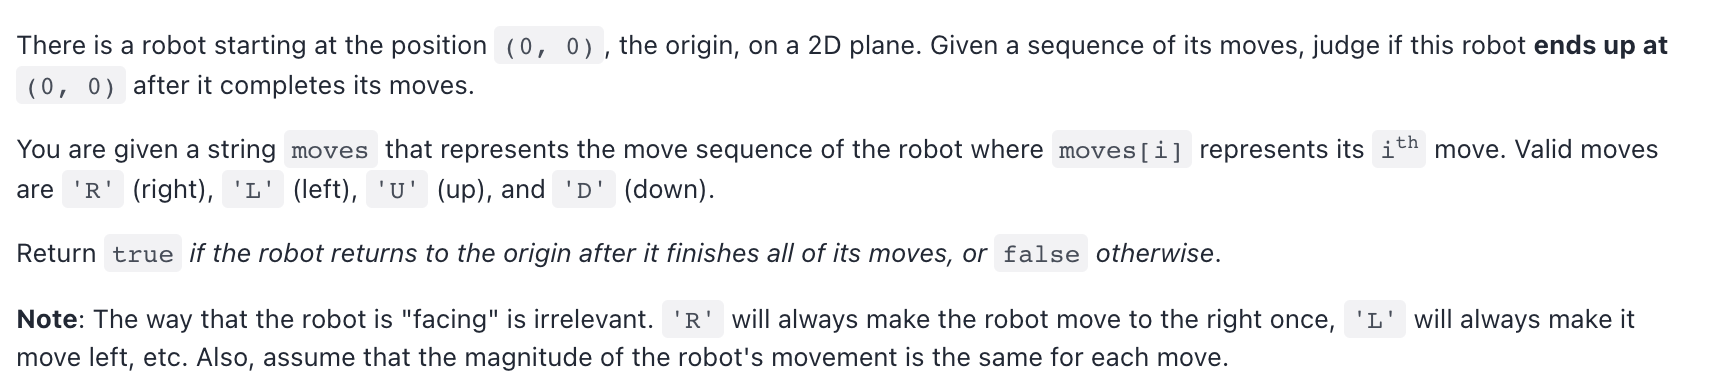 There is a robot starting at the position (0, 0), the origin, on a 2D plane. Given a sequence of its moves, judge if this robot ends up at
(0, 0) after it completes its moves.
You are given a string moves that represents the move sequence of the robot where moves[i] represents its ith move. Valid moves
are 'R' (right), 'L' (left), 'U' (up), and 'D' (down).
Return true if the robot returns to the origin after it finishes all of its moves, or false otherwise.
Note: The way that the robot is "facing" is irrelevant. 'R' will always make the robot move to the right once, 'L' will always make it
move left, etc. Also, assume that the magnitude of the robot's movement is the same for each move.